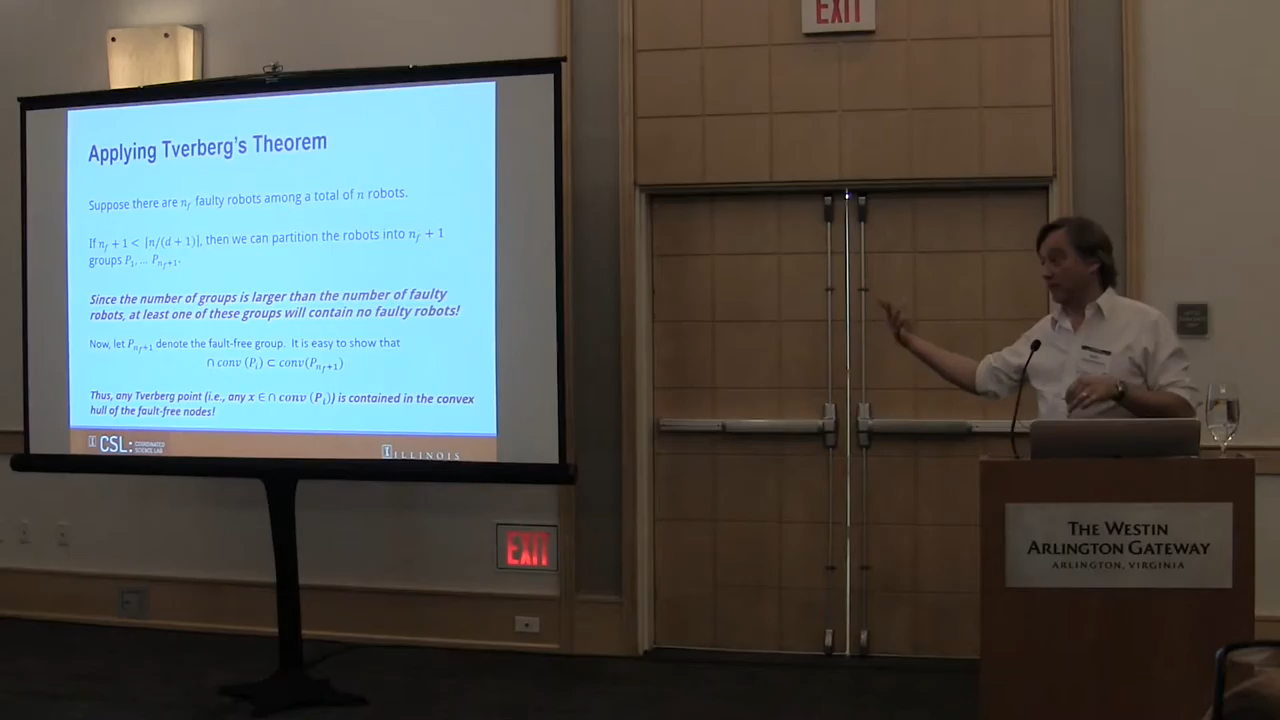 EXIT
Applying Tverberg's Theorem
Suppose there are n_f faulty robots among a total of n robots.
If n_f + 1 < ⌈n/(d + 1)⌉, then we can partition the robots into n_f + 1
groups P_1, … P_{n_f+1}.
Since the number of groups is larger than the number of faulty
robots, at least one of these groups will contain no faulty robots!
Now, let P_{n_f+1} denote the fault-free group. It is easy to show that
∩ conv (P_i) ⊂ conv(P_{n_f+1})
Thus, any Tverberg point (i.e., any x ∈ ∩ conv (P_i)) is contained in the convex
hull of the fault-free nodes!
I CSL: COORDINATED
SCIENCE LAB
I ILLINOIS
EXIT
THE WESTIN
ARLINGTON GATEWAY
ARLINGTON, VIRGINIA